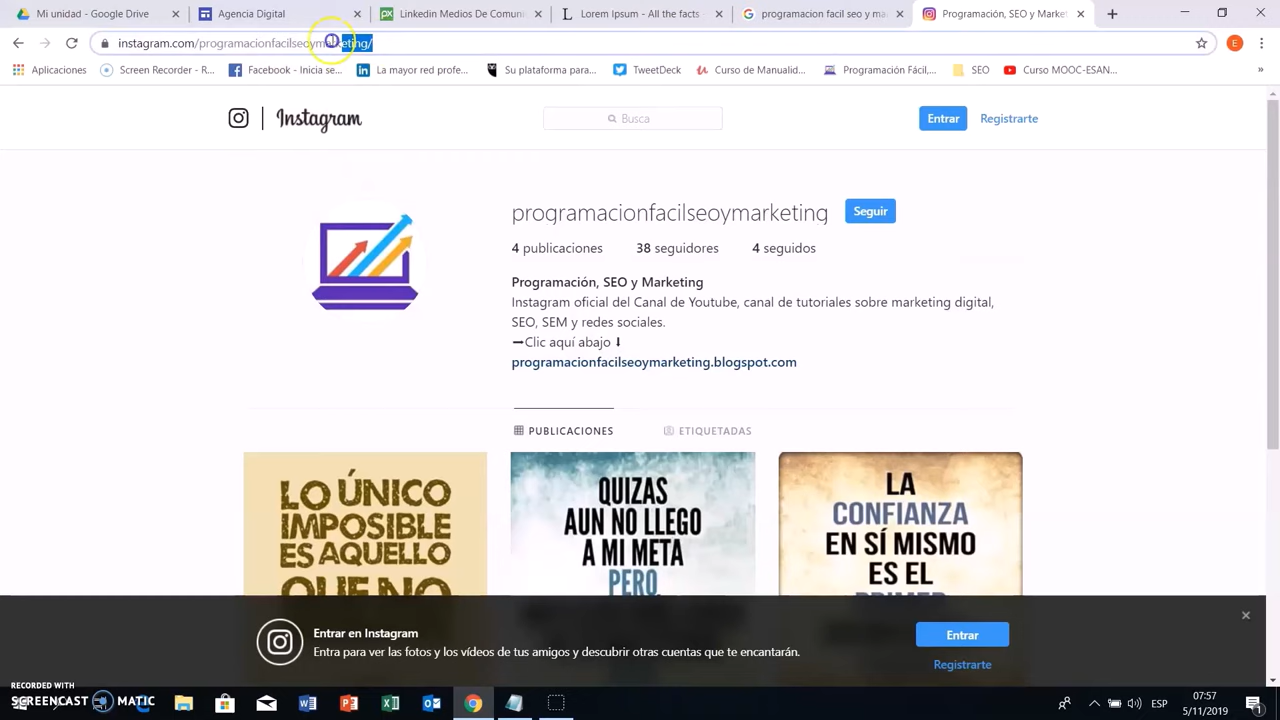 Mi unidad - Google Drive
Agencia Digital
Linkedin Medios De Comuni
Lorem Ipsum - All the facts
programacion facil seo y ma
Programación, SEO y Market
instagram.com/programacionfacilseoymarketing/
E
Aplicaciones
Screen Recorder - R...
Facebook - Inicia se...
La mayor red profe...
Su plataforma para...
TweetDeck
Curso de Manualid...
Programación Fácil,...
SEO
Curso MOOC-ESAN...
»
Instagram
Busca
Entrar
Registrarte
programacionfacilseoymarketing
Seguir
4 publicaciones
38 seguidores
4 seguidos
Programación, SEO y Marketing
Instagram oficial del Canal de Youtube, canal de tutoriales sobre marketing digital,
SEO, SEM y redes sociales.
➡Clic aquí abajo ⬇
programacionfacilseoymarketing.blogspot.com
PUBLICACIONES
ETIQUETADAS
LO ÚNICO
IMPOSIBLE
ES AQUELLO
QUE NO
QUIZAS
AUN NO LLEGO
A MI META
PERO
LA
CONFIANZA
EN SÍ MISMO
ES EL
PRIMER
Entrar en Instagram
Entra para ver las fotos y los vídeos de tus amigos y descubrir otras cuentas que te encantarán.
Entrar
Registrarte
RECORDED WITH
SCREENCAST MATIC
ESP
07:57
5/11/2019
1